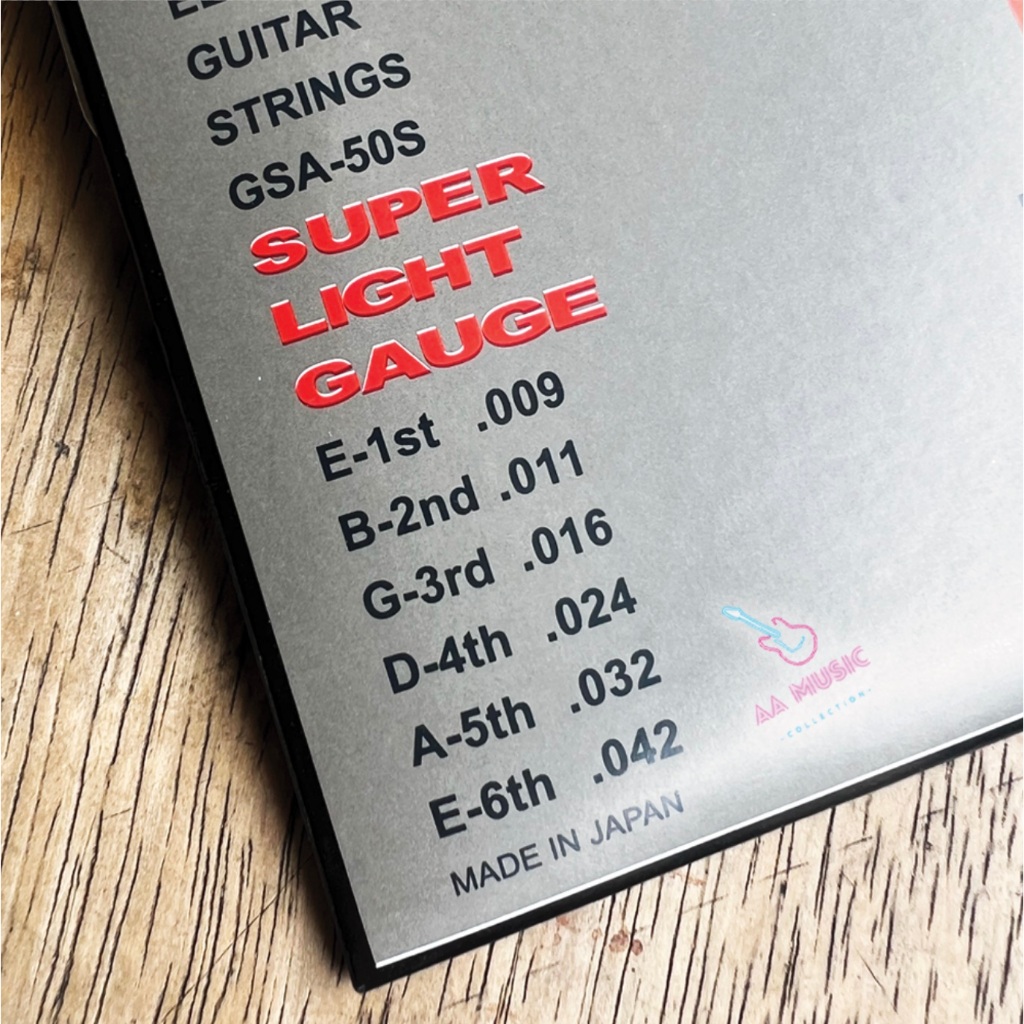 GUITAR
STRINGS
GSA-50S
SUPER
LIGHT
GAUGE
E-1st .009
B-2nd .011
G-3rd .016
D-4th .024
A-5th .032
E-6th .042
MADE IN JAPAN
AA MUSIC
-COLLECTION-